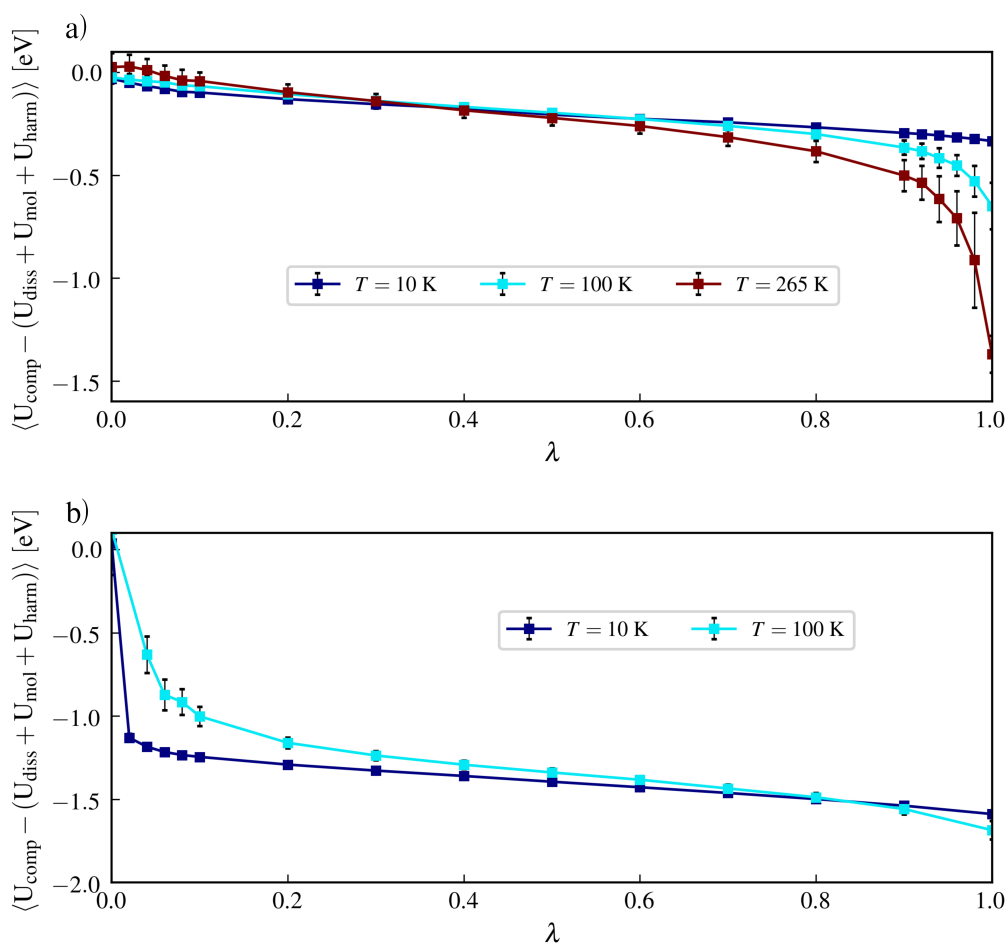 a)
⟨U_comp − (U_diss + U_mol + U_harm)⟩ [eV]
0.0
−0.5
−1.0
−1.5
T = 10 K T = 100 K T = 265 K
0.0 0.2 0.4 0.6 0.8 1.0
λ
b)
⟨U_comp − (U_diss + U_mol + U_harm)⟩ [eV]
0.0
−0.5
−1.0
−1.5
−2.0
T = 10 K T = 100 K
0.0 0.2 0.4 0.6 0.8 1.0
λ